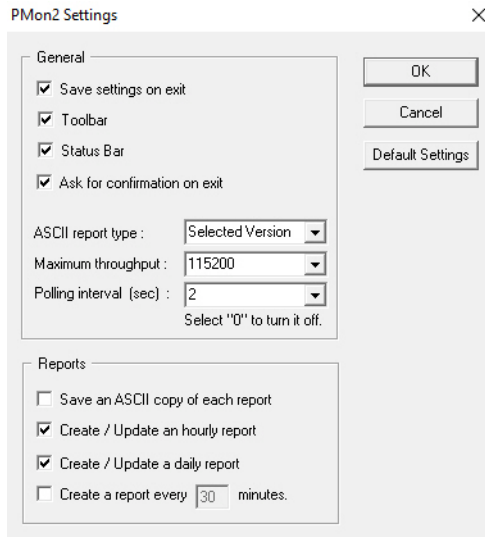 PMon2 Settings
General
Save settings on exit
Toolbar
Status Bar
Ask for confirmation on exit
ASCII report type : Selected Version
Maximum throughput : 115200
Polling interval (sec) : 2
Select "0" to turn it off.
OK
Cancel
Default Settings
Reports
Save an ASCII copy of each report
Create / Update an hourly report
Create / Update a daily report
Create a report every 30 minutes.